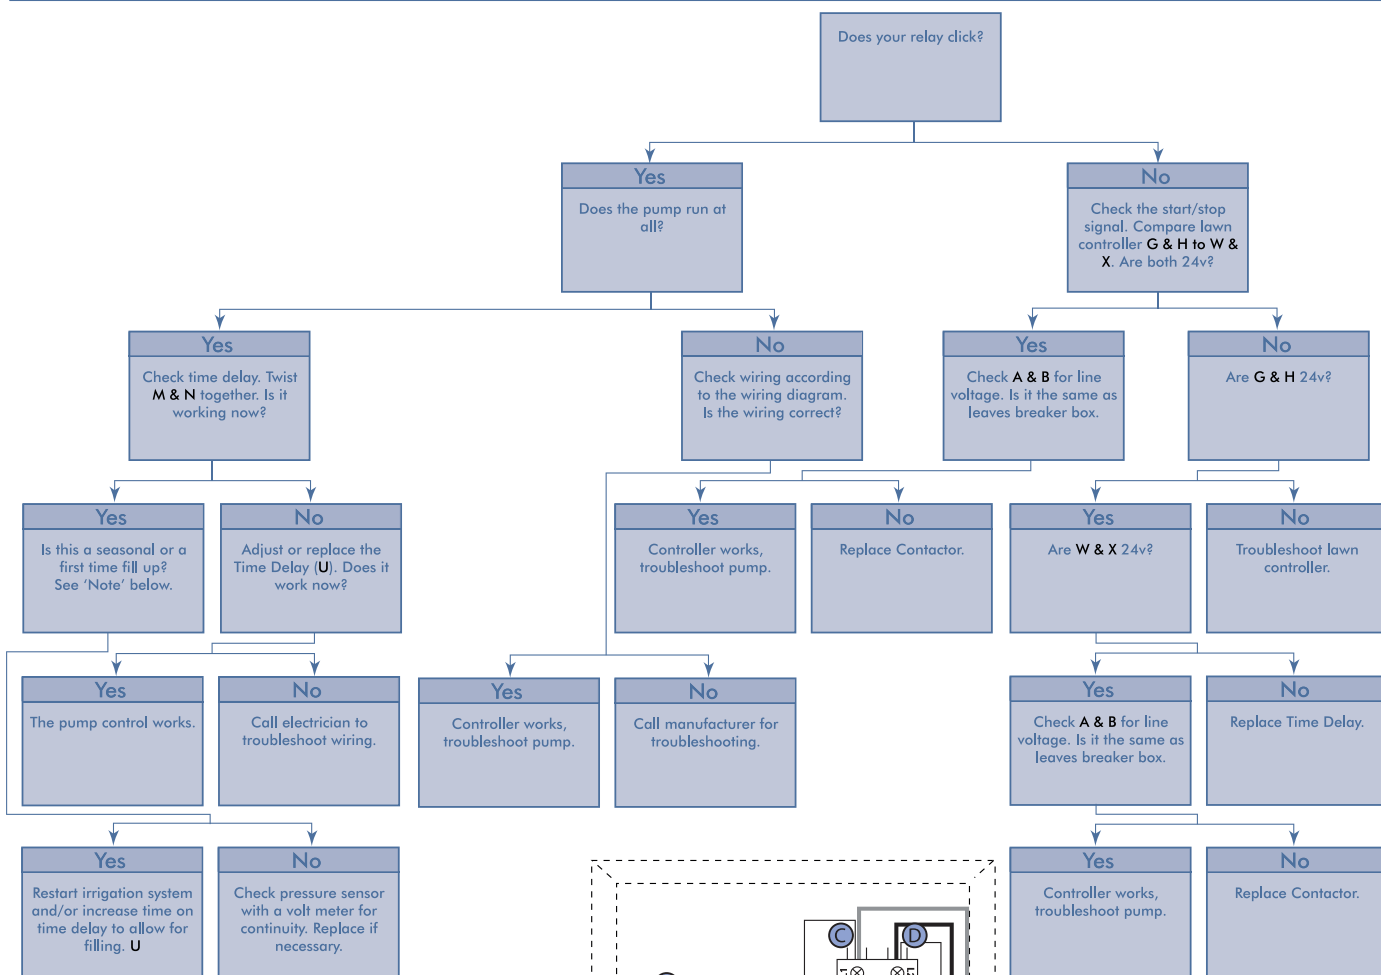 Does your relay click?
Yes
Does the pump run at
all?
No
Check the start/stop
signal. Compare lawn
controller G & H to W &
X. Are both 24v?
Yes
Check time delay. Twist
M & N together. Is it
working now?
No
Check wiring according
to the wiring diagram.
Is the wiring correct?
Yes
Check A & B for line
voltage. Is it the same as
leaves breaker box.
No
Are G & H 24v?
Yes
Is this a seasonal or a
first time fill up?
See ‘Note’ below.
No
Adjust or replace the
Time Delay (U). Does it
work now?
Yes
Controller works,
troubleshoot pump.
No
Replace Contactor.
Yes
Are W & X 24v?
No
Troubleshoot lawn
controller.
Yes
The pump control works.
No
Call electrician to
troubleshoot wiring.
Yes
Controller works,
troubleshoot pump.
No
Call manufacturer for
troubleshooting.
Yes
Check A & B for line
voltage. Is it the same as
leaves breaker box.
No
Replace Time Delay.
Yes
Restart irrigation system
and/or increase time on
time delay to allow for
filling. U
No
Check pressure sensor
with a volt meter for
continuity. Replace if
necessary.
Yes
Controller works,
troubleshoot pump.
No
Replace Contactor.
C
D